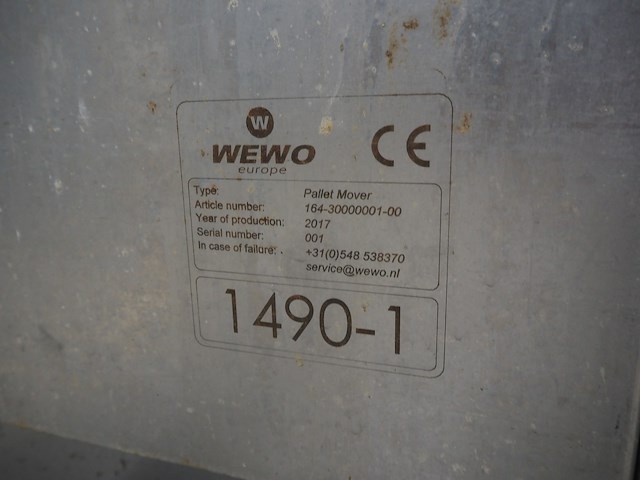 W
WEWO
europe
CE
Type: Pallet Mover
Article number: 164-30000001-00
Year of production: 2017
Serial number: 001
In case of failure: +31(0)548 538370
service@wewo.nl
1490-1